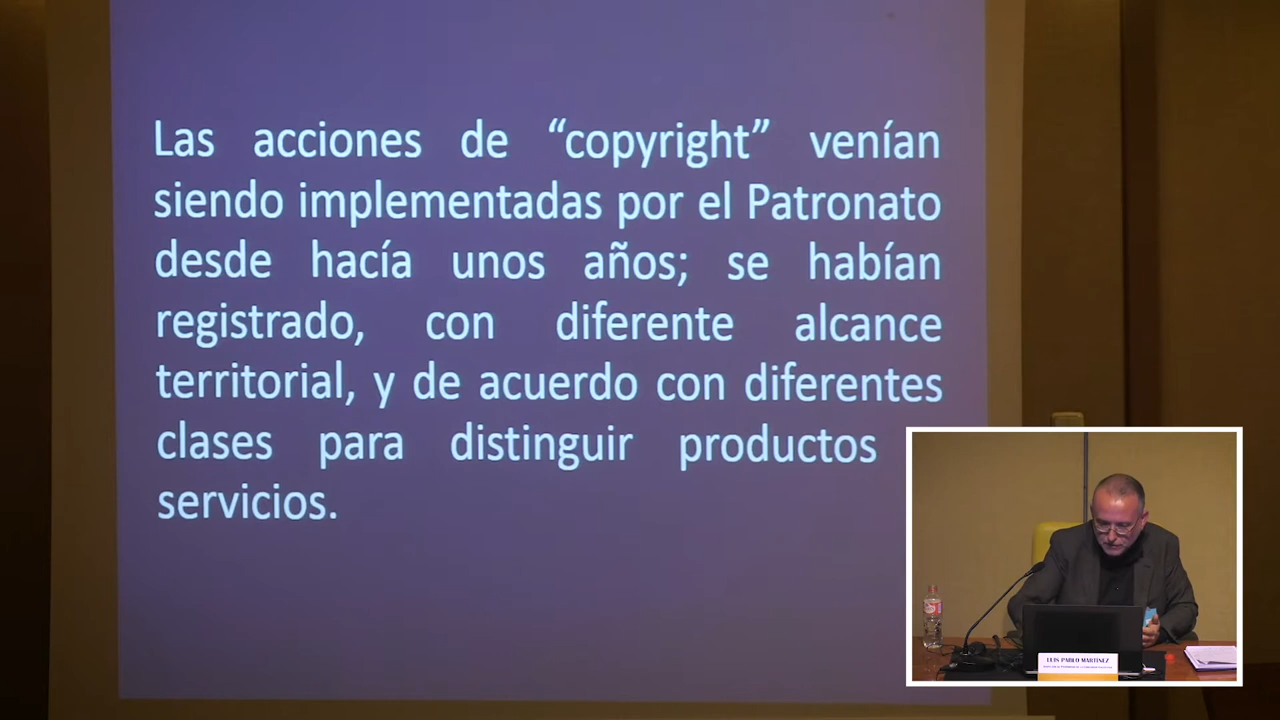 Las acciones de “copyright” venían
siendo implementadas por el Patronato
desde hacía unos años; se habían
registrado, con diferente alcance
territorial, y de acuerdo con diferentes
clases para distinguir productos
servicios.
LUIS PABLO MARTÍNEZ